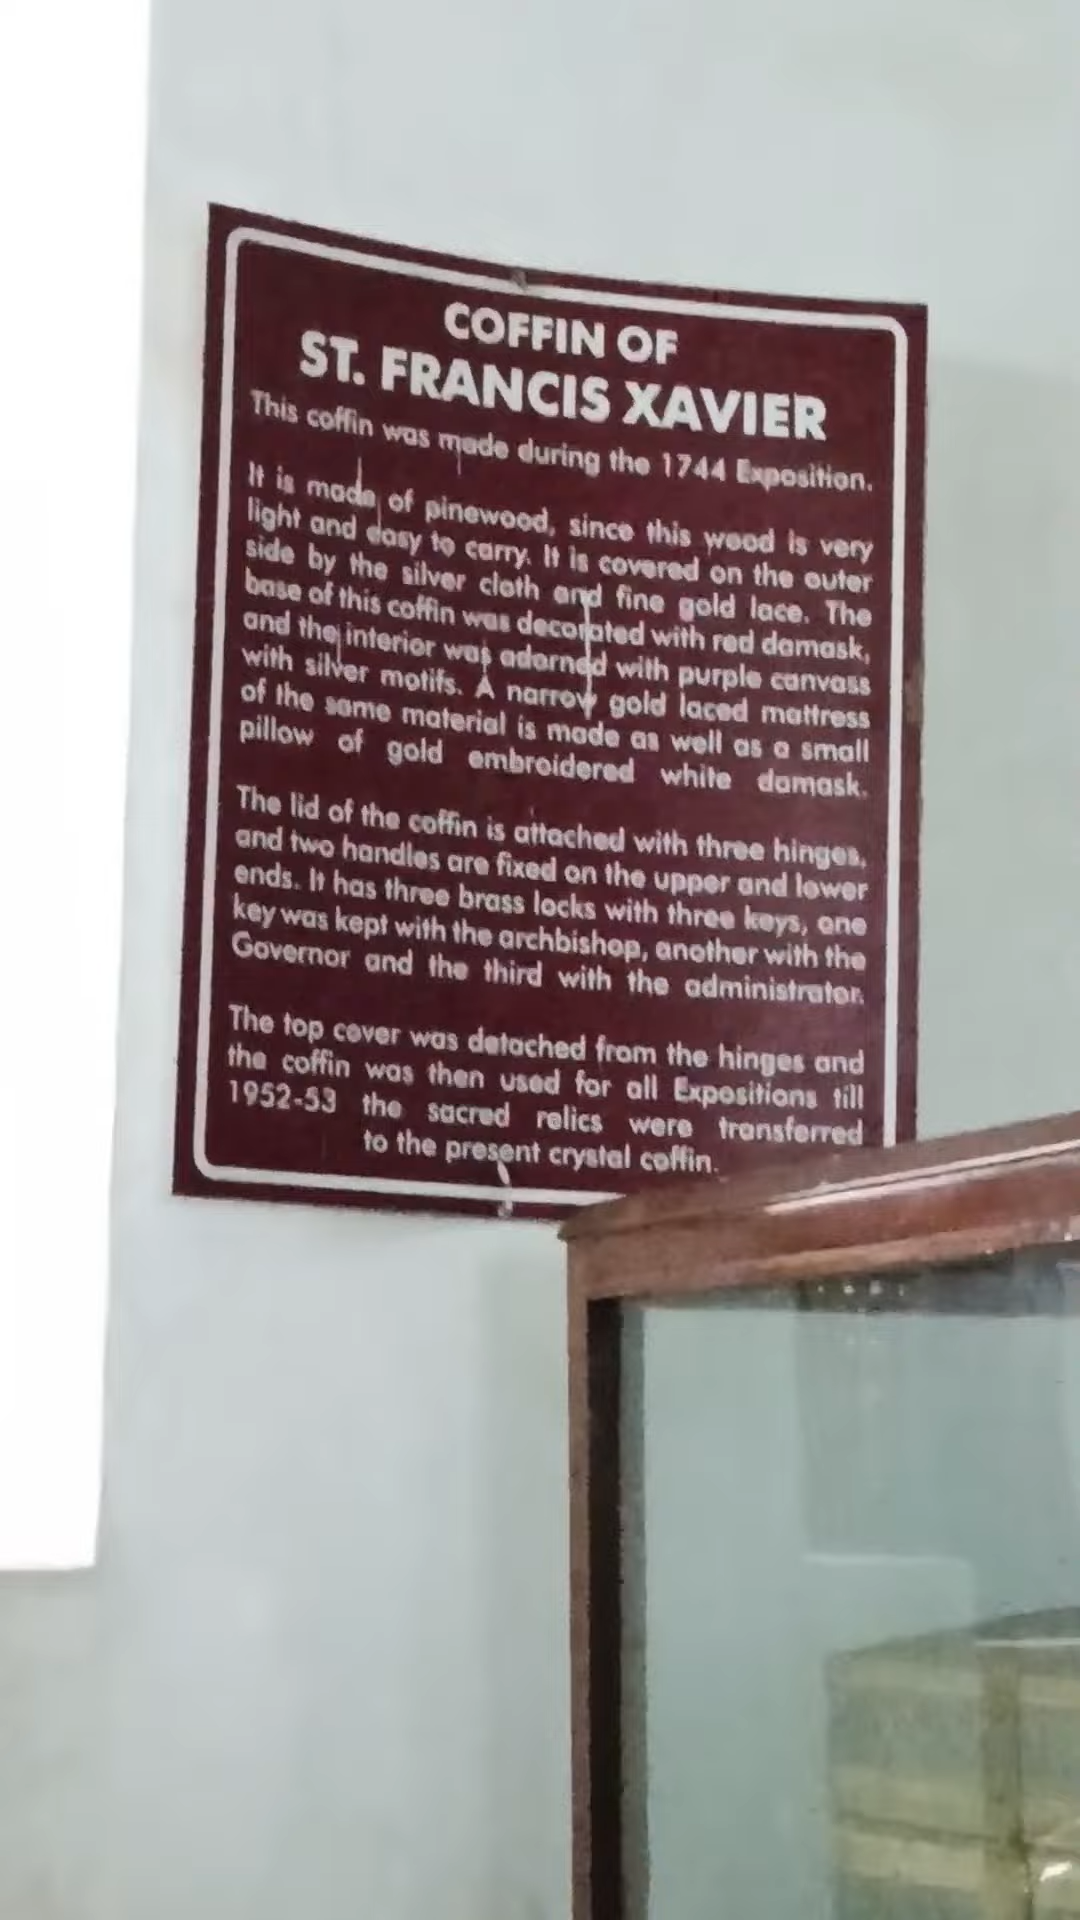 COFFIN OF
ST. FRANCIS XAVIER
This coffin was made during the 1744 Exposition.
It is made of pinewood, since this wood is very
light and easy to carry. It is covered on the outer
side by the silver cloth and fine gold lace. The
base of this coffin was decorated with red damask,
and the interior was adorned with purple canvass
with silver motifs. A narrow gold laced mattress
of the same material is made as well as a small
pillow of gold embroidered white damask.
The lid of the coffin is attached with three hinges,
and two handles are fixed on the upper and lower
ends. It has three brass locks with three keys, one
key was kept with the archbishop, another with the
Governor and the third with the administrator.
The top cover was detached from the hinges and
the coffin was then used for all Expositions till
1952-53 the sacred relics were transferred
to the present crystal coffin.